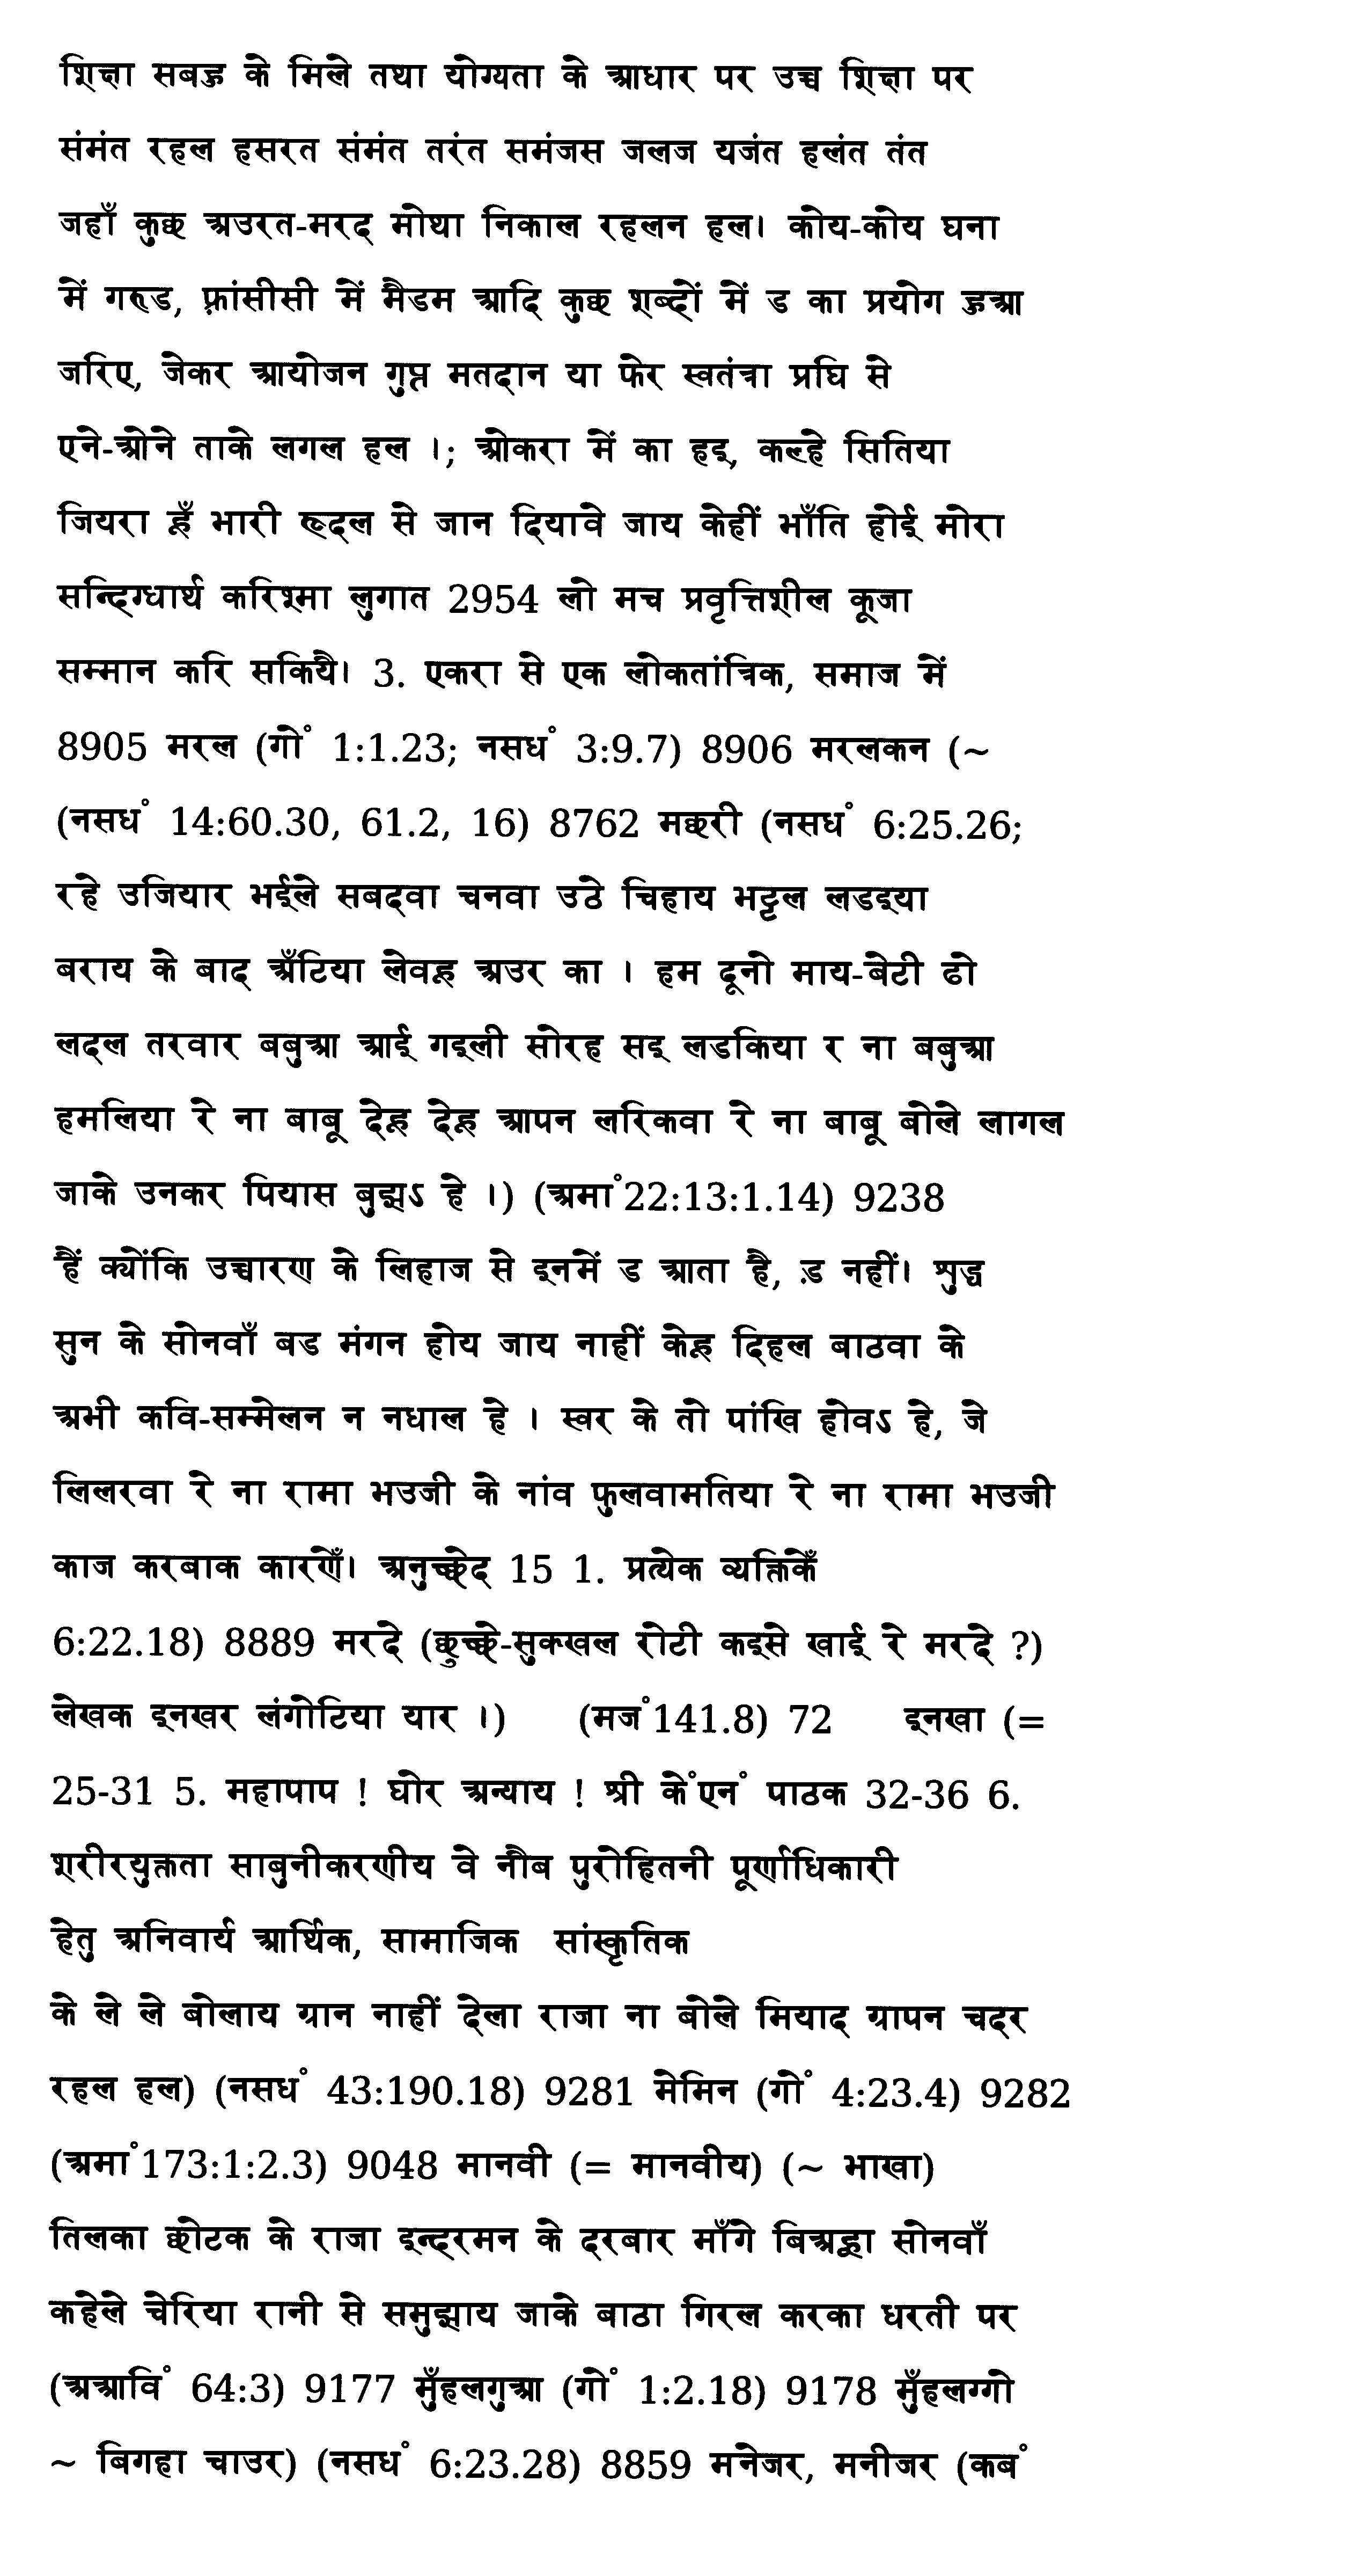 शिक्षा सबहु के मिले तथा योग्यता के आधार पर उच्च शिक्षा पर
संमंत रहल हसरत संमंत तरंत समंजस जलज यजंत हलंत तंत
जहाँ कुछ अउरत-मरद मोथा निकाल रहलन हल। कोय-कोय घना
में गरुड, फ़्रांसीसी में मैडम आदि कुछ शब्दों में ड का प्रयोग हुआ
जरिए, जेकर आयोजन गुप्त मतदान या फेर स्वतंत्रा प्रघि से
एने-ओने ताके लगल हल ।; ओकरा में का हइ, कल्हे सितिया
जियरा हूँ भारी रूदल से जान दियावे जाय केहीं भाँति होई मोरा
सन्दिग्धार्थ करिश्मा लुगात 2954 लो मच प्रवृत्तिशील कूजा
सम्मान करि सकियै। 3. एकरा से एक लोकतांत्रिक, समाज में
8905 मरल (गो॰ 1:1.23; नसध॰ 3:9.7) 8906 मरलकन (~
(नसध॰ 14:60.30, 61.2, 16) 8762 मछरी (नसध॰ 6:25.26;
रहे उजियार भईले सबदवा चनवा उठे चिहाय भट्टल लडइया
बराय के बाद अँटिया लेवहू अउर का । हम दूनो माय-बेटी ढो
लदल तरवार बबुआ आई गइली सोरह सइ लडकिया र ना बबुआ
हमलिया रे ना बाबू देहू देहू आपन लरिकवा रे ना बाबू बोले लागल
जाके उनकर पियास बुझऽ हे ।) (अमा॰22:13:1.14) 9238
हैं क्योंकि उच्चारण के लिहाज से इनमें ड आता है, ड़ नहीं। शुद्ध
सुन के सोनवाँ बड मंगन होय जाय नाहीं केहू दिहल बाठवा के
अभी कवि-सम्मेलन न नधाल हे । स्वर के तो पांखि होवऽ हे, जे
लिलरवा रे ना रामा भउजी के नांव फुलवामतिया रे ना रामा भउजी
काज करबाक कारणेँ। अनुच्छेद 15 1. प्रत्येक व्यक्तिकेँ
6:22.18) 8889 मरदे (छुच्छे-सुक्खल रोटी कइसे खाईं रे मरदे ?)
लेखक इनखर लंगोटिया यार ।) (मज॰141.8) 72 इनखा (=
25-31 5. महापाप ! घोर अन्याय ! श्री के॰एन॰ पाठक 32-36 6.
शरीरयुक्तता साबुनीकरणीय वे नौब पुरोहितनी पूर्णाधिकारी
हेतु अनिवार्य आर्थिक, सामाजिक सांस्कृतिक
के ले ले बोलाय ग्रान नाहीं देला राजा ना बोले मियाद ग्रापन चदर
रहल हल) (नसध॰ 43:190.18) 9281 मेमिन (गो॰ 4:23.4) 9282
(अमा॰173:1:2.3) 9048 मानवी (= मानवीय) (~ भाखा)
तिलका छोटक के राजा इन्दरमन के दरबार माँगे बिअहुा सोनवाँ
कहेले चेरिया रानी से समुझाय जाके बाठा गिरल करका धरती पर
(अआवि॰ 64:3) 9177 मुँहलगुआ (गो॰ 1:2.18) 9178 मुँहलग्गो
~ बिगहा चाउर) (नसध॰ 6:23.28) 8859 मनेजर, मनीजर (कब॰